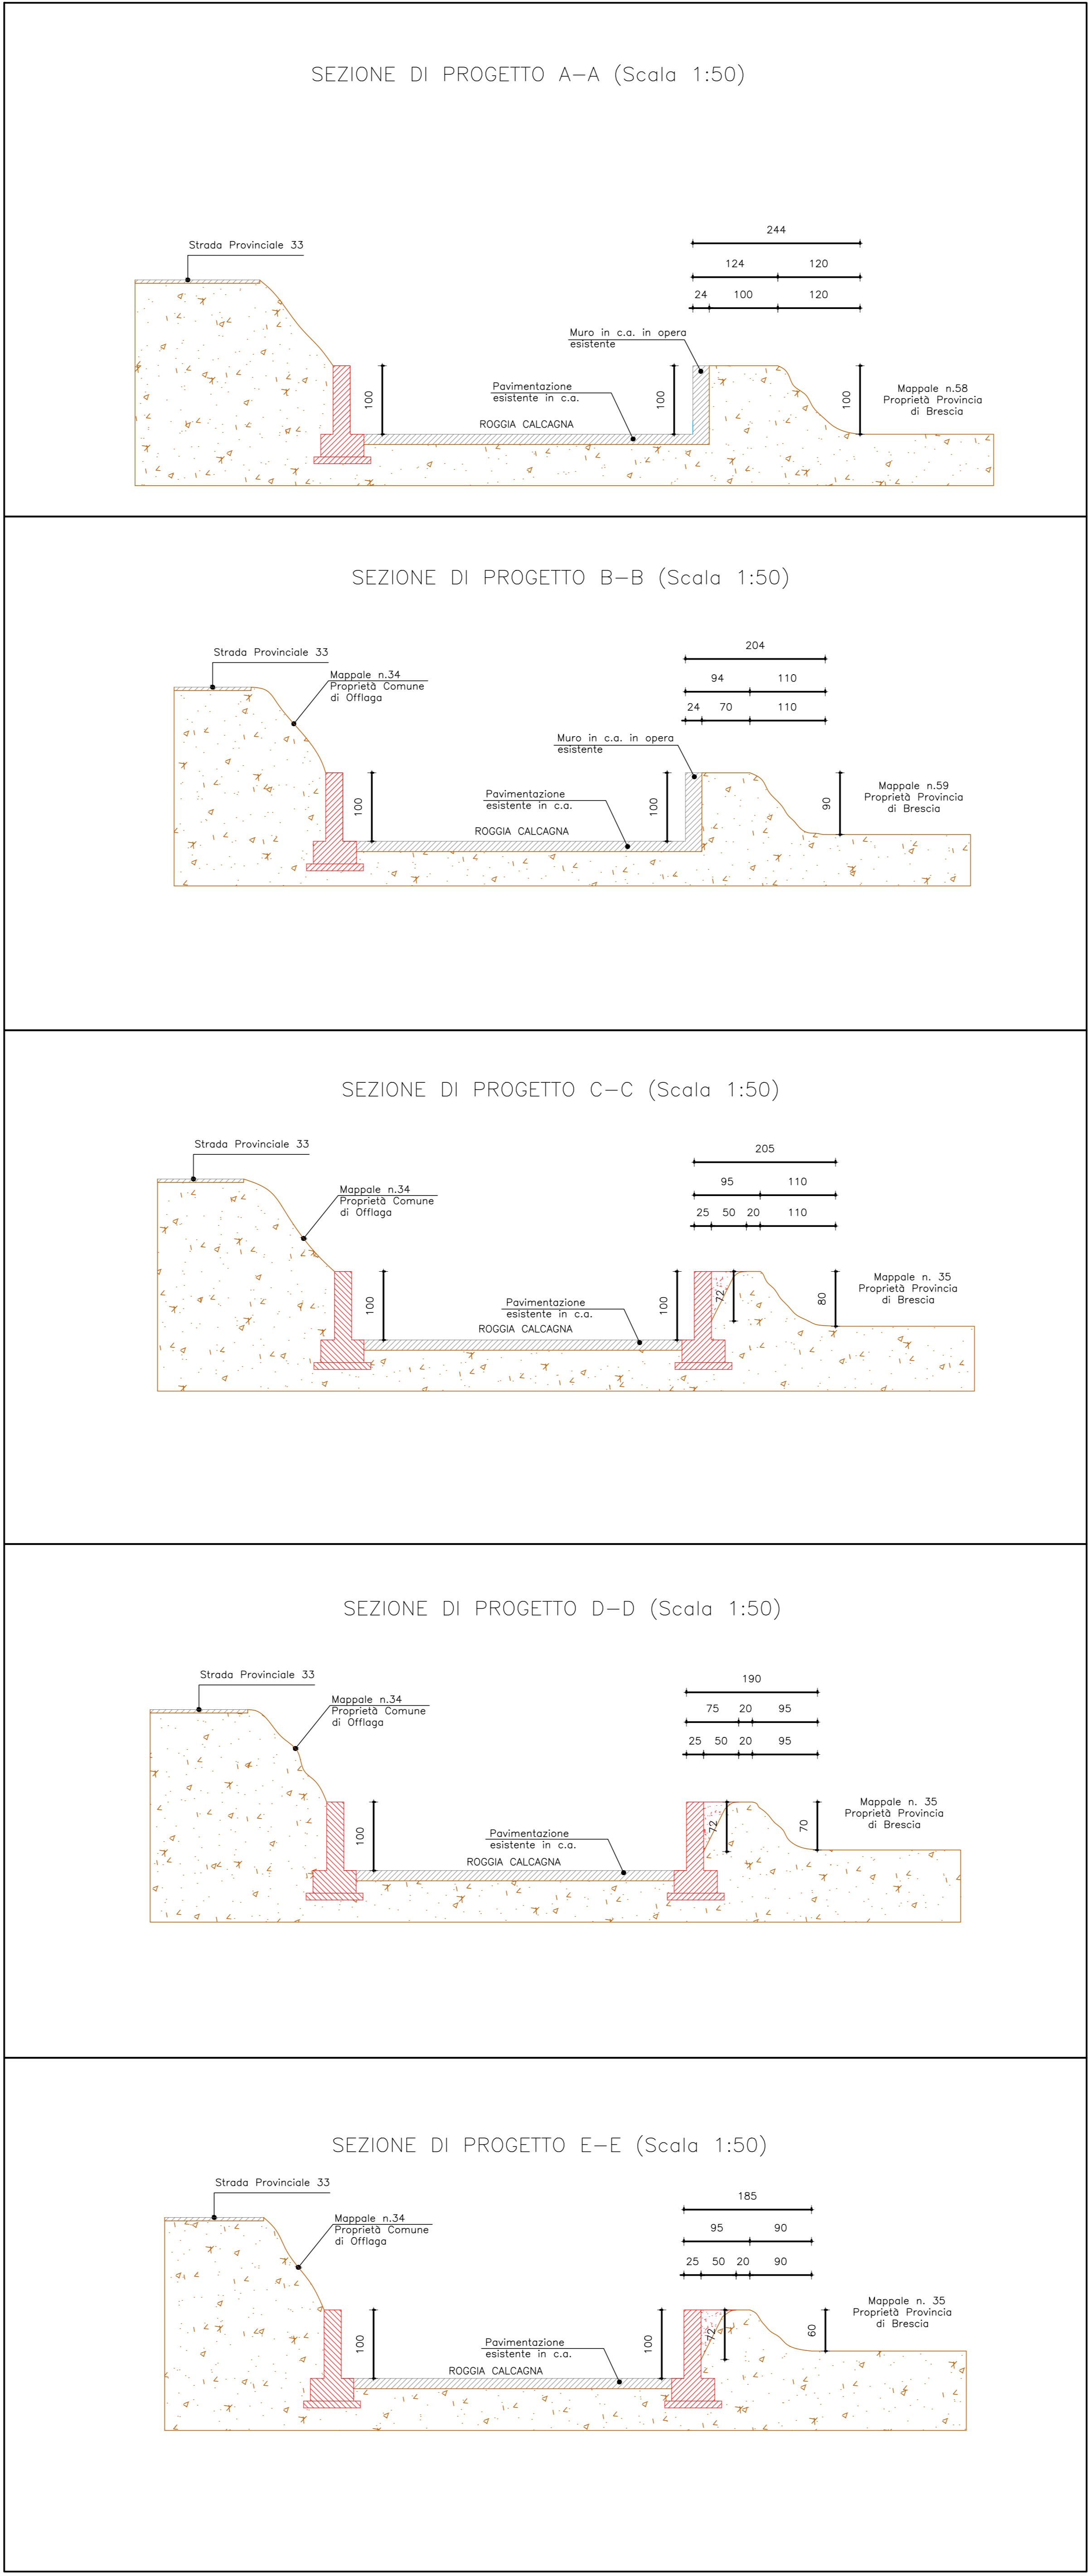 SEZIONE DI PROGETTO A-A (Scala 1:50)
244
Strada Provinciale 33
124 120
24 100 120
Muro in c.a. in opera
esistente
Pavimentazione
esistente in c.a.
Mappale n.58
Proprietà Provincia
di Brescia
100
100
100
ROGGIA CALCAGNA
SEZIONE DI PROGETTO B-B (Scala 1:50)
204
Strada Provinciale 33
Mappale n.34
Proprietà Comune
di Offlaga
94 110
24 70 110
Muro in c.a. in opera
esistente
Pavimentazione
esistente in c.a.
Mappale n.59
Proprietà Provincia
di Brescia
100
100
90
ROGGIA CALCAGNA
SEZIONE DI PROGETTO C-C (Scala 1:50)
205
Strada Provinciale 33
Mappale n.34
Proprietà Comune
di Offlaga
95 110
25 50 20 110
Mappale n. 35
Proprietà Provincia
di Brescia
Pavimentazione
esistente in c.a.
100
100
72
80
ROGGIA CALCAGNA
SEZIONE DI PROGETTO D-D (Scala 1:50)
190
Strada Provinciale 33
Mappale n.34
Proprietà Comune
di Offlaga
75 20 95
25 50 20 95
Mappale n. 35
Proprietà Provincia
di Brescia
Pavimentazione
esistente in c.a.
100
72
70
ROGGIA CALCAGNA
SEZIONE DI PROGETTO E-E (Scala 1:50)
185
Strada Provinciale 33
Mappale n.34
Proprietà Comune
di Offlaga
95 90
25 50 20 90
Mappale n. 35
Proprietà Provincia
di Brescia
Pavimentazione
esistente in c.a.
100
100
72
60
ROGGIA CALCAGNA